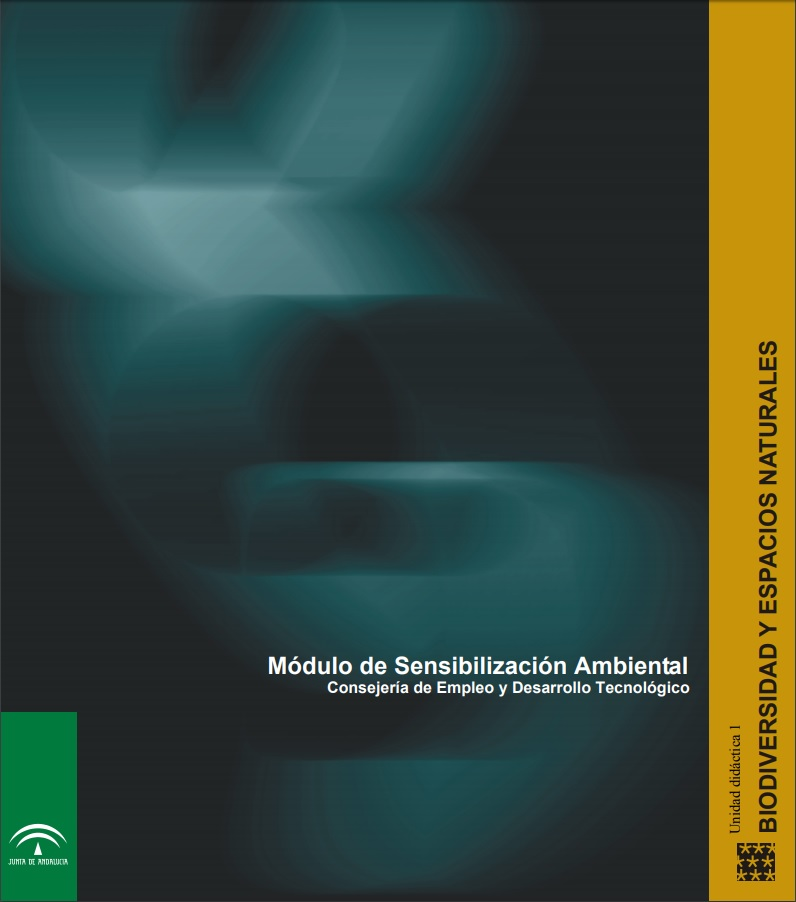 Módulo de Sensibilización Ambiental
Consejería de Empleo y Desarrollo Tecnológico
Unidad didáctica 1
BIODIVERSIDAD Y ESPACIOS NATURALES
JUNTA DE ANDALUCIA